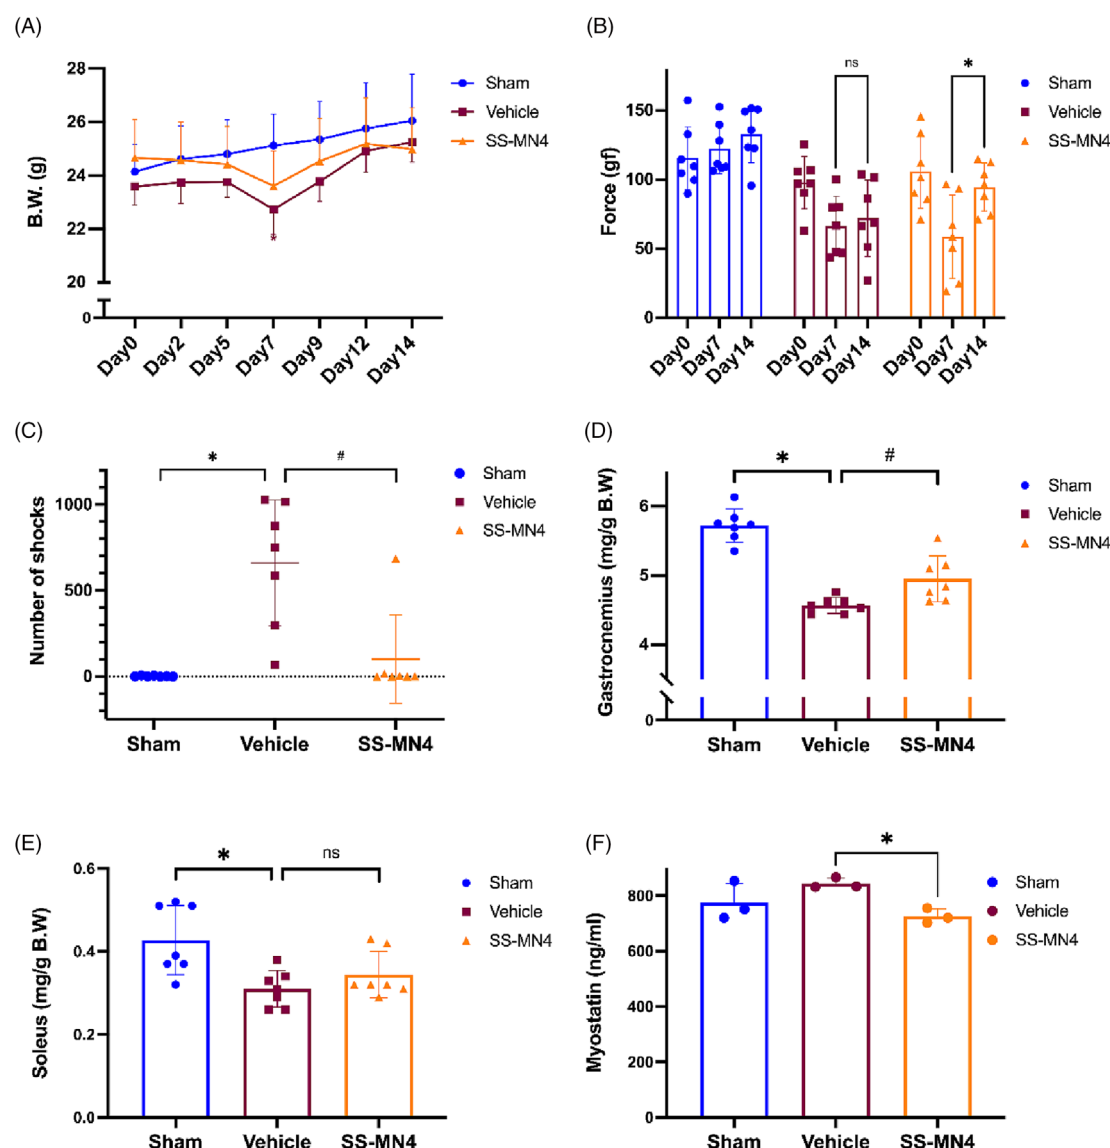 (A)
B.W. (g)
28
26
24
22
20
0
*
Day0
Day2
Day5
Day7
Day9
Day12
Day14
Sham
Vehicle
SS-MN4
(B)
Force (gf)
150
100
50
0
ns
*
Day0
Day7
Day14
Day0
Day7
Day14
Day0
Day7
Day14
Sham
Vehicle
SS-MN4
(C)
Number of shocks
1000
500
0
*
#
Sham
Vehicle
SS-MN4
Sham
Vehicle
SS-MN4
(D)
Gastrocnemius (mg/g B.W)
6
5
4
0
*
#
Sham
Vehicle
SS-MN4
Sham
Vehicle
SS-MN4
(E)
Soleus (mg/g B.W)
0.6
0.4
0.2
0.0
*
ns
Sham
Vehicle
SS-MN4
Sham
Vehicle
SS-MN4
(F)
Myostatin (ng/ml)
800
600
400
200
0
*
Sham
Vehicle
SS-MN4
Sham
Vehicle
SS-MN4